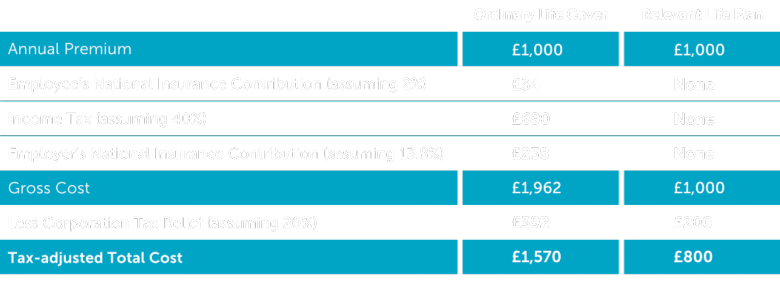 Ordinary Life Cover Relevant Life Plan
Annual Premium £1,000 £1,000
Employee's National Insurance Contribution (assuming 2%) £34 None
Income Tax (assuming 40%) £690 None
Employer's National Insurance Contribution (assuming 13.8%) £238 None
Gross Cost £1,962 £1,000
Less Corporation Tax Relief (assuming 20%) £392 £200
Tax-adjusted Total Cost £1,570 £800